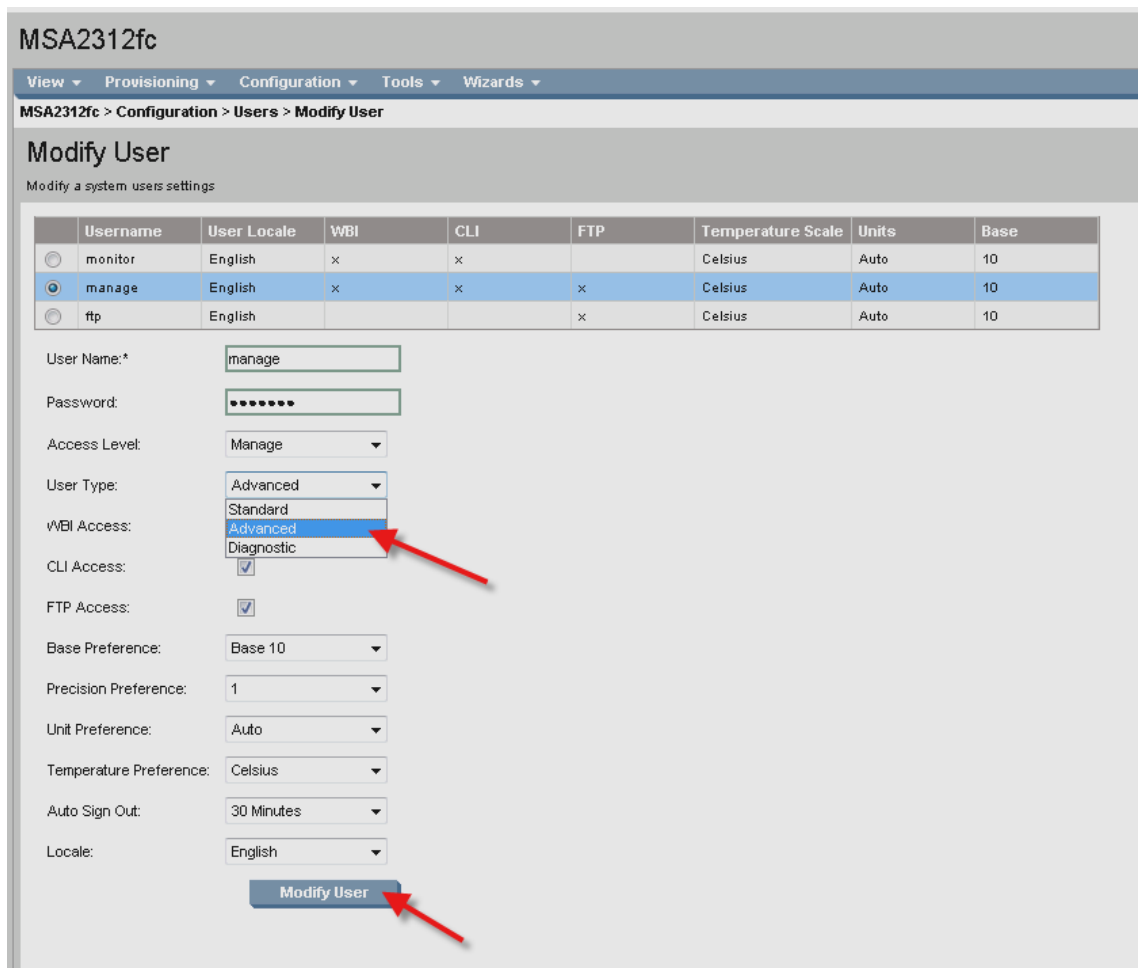 MSA2312fc
View Provisioning Configuration Tools Wizards
MSA2312fc > Configuration > Users > Modify User
Modify User
Modify a system users settings
Username User Locale WBI CLI FTP Temperature Scale Units Base
monitor English x x Celsius Auto 10
manage English x x x Celsius Auto 10
ftp English x Celsius Auto 10
User Name:* manage
Password: •••••••
Access Level: Manage
User Type: Advanced
Standard
WBI Access: Advanced
Diagnostic
CLI Access:
FTP Access:
Base Preference: Base 10
Precision Preference: 1
Unit Preference: Auto
Temperature Preference: Celsius
Auto Sign Out: 30 Minutes
Locale: English
Modify User